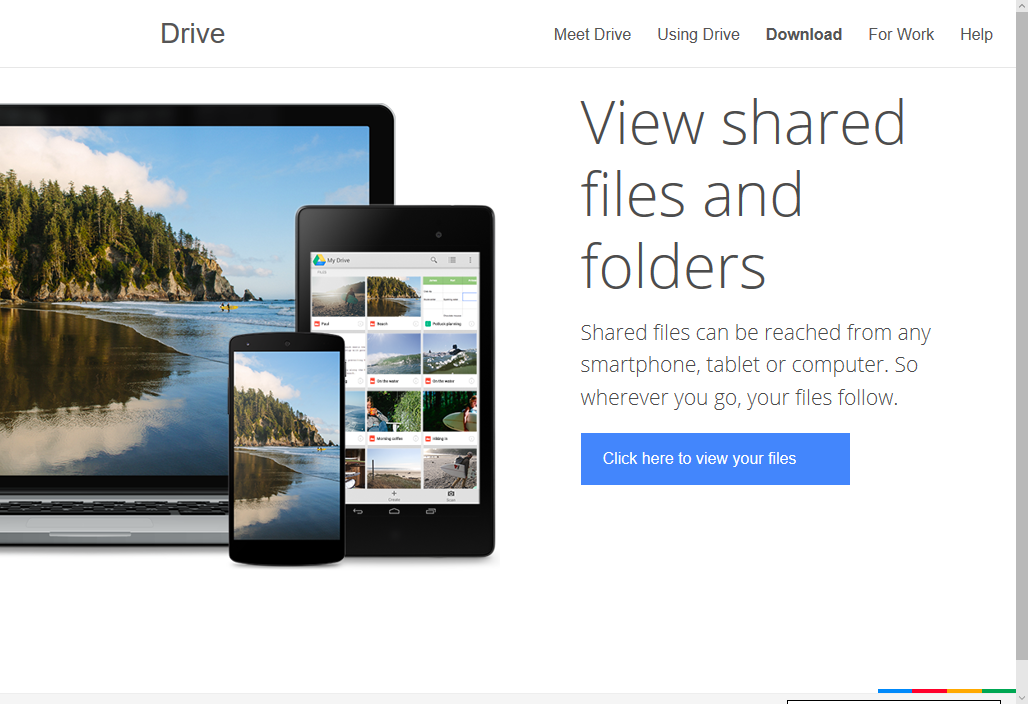 Drive
Meet Drive Using Drive Download For Work Help
View shared
files and
folders
Shared files can be reached from any
smartphone, tablet or computer. So
wherever you go, your files follow.
Click here to view your files
My Drive
FILES
Paul
Beach
Potluck planning
On the water
On the water
Morning coffee
Hiking in
Create
Scan